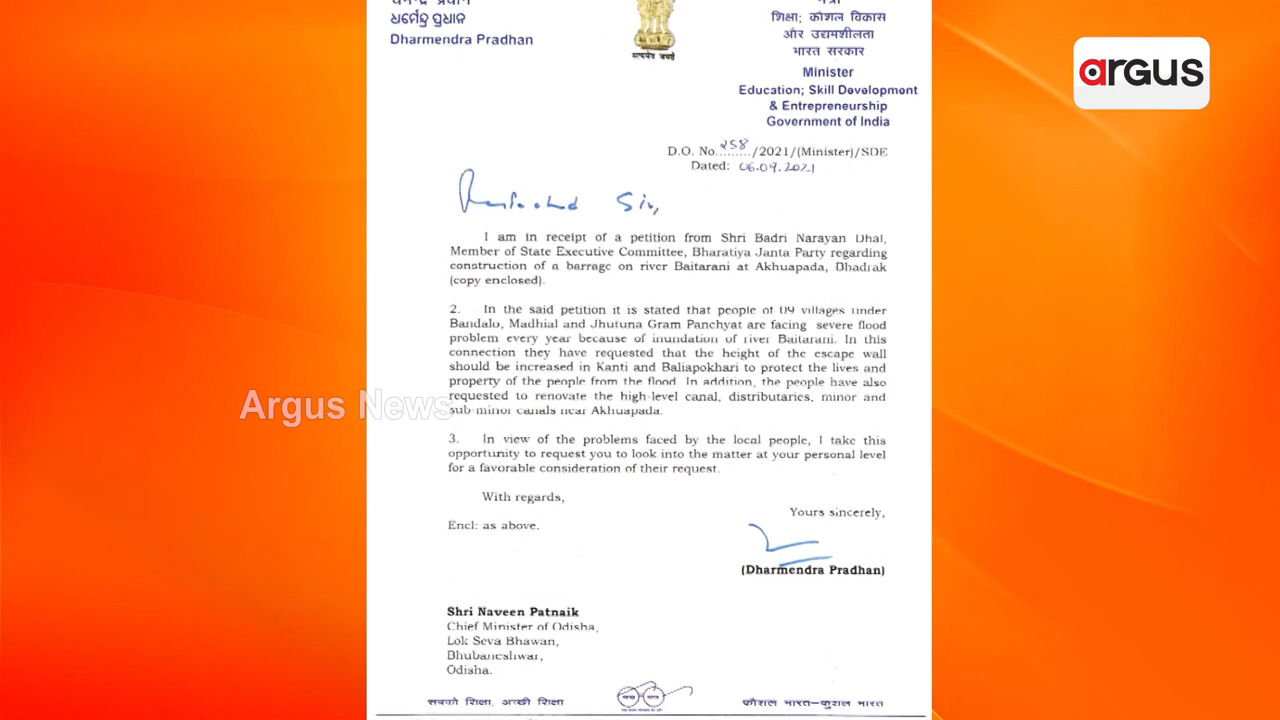 ଧର୍ମେନ୍ଦ୍ର ପ୍ରଧାନ
Dharmendra Pradhan
सत्यमेव जयते
शिक्षा; कौशल विकास
और उद्यमशीलता
भारत सरकार
Minister
Education; Skill Development
& Entrepreneurship
Government of India
argus
D.O. No.258/2021/(Minister)/SDE
Dated: 06.09.2021
Respected Sir,
I am in receipt of a petition from Shri Badri Narayan Dhal,
Member of State Executive Committee, Bharatiya Janta Party regarding
construction of a barrage on river Baitarani at Akhuapada, Bhadrak
(copy enclosed).
2. In the said petition it is stated that people of 09 villages under
Bandalo, Madhial and Jhutuna Gram Panchyat are facing severe flood
problem every year because of inundation of river Baitarani. In this
connection they have requested that the height of the escape wall
should be increased in Kanti and Baliapokhari to protect the lives and
property of the people from the flood. In addition, the people have also
requested to renovate the high-level canal, distributaries, minor and
sub-minor canals near Akhuapada.
Argus News
3. In view of the problems faced by the local people, I take this
opportunity to request you to look into the matter at your personal level
for a favorable consideration of their request.
With regards,
Yours sincerely,
Encl: as above.
(Dharmendra Pradhan)
Shri Naveen Patnaik
Chief Minister of Odisha,
Lok Seva Bhawan,
Bhubaneshwar,
Odisha.
सबको शिक्षा, अच्छी शिक्षा
कौशल भारत-कुशल भारत